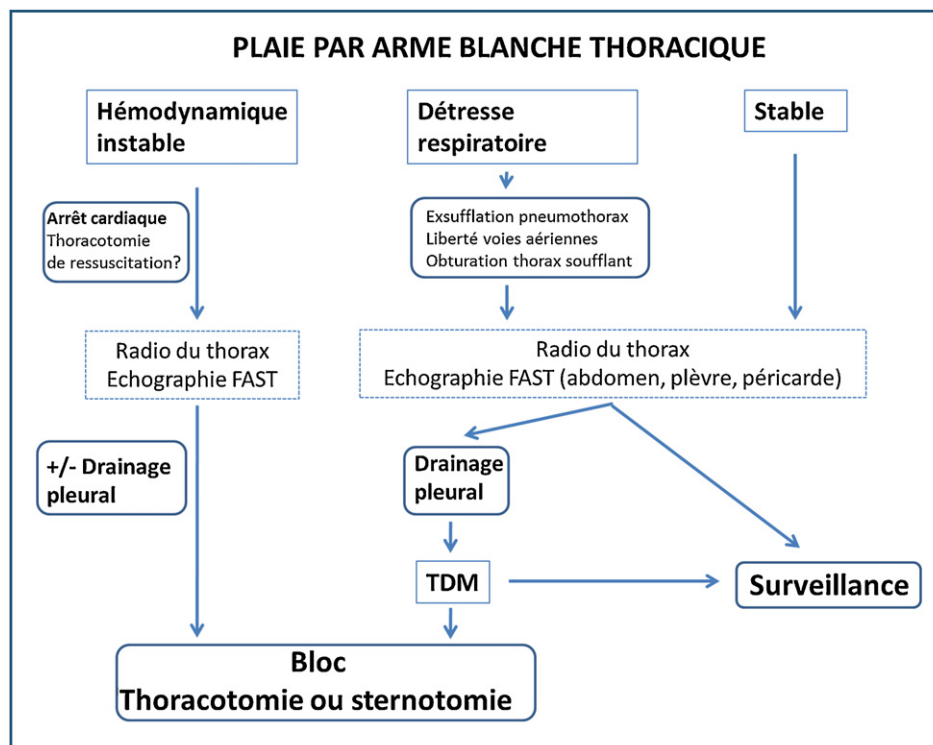 PLAIE PAR ARME BLANCHE THORACIQUE
Hémodynamique
instable
Détresse
respiratoire
Stable
Arrêt cardiaque
Thoracotomie
de ressuscitation?
Exsufflation pneumothorax
Liberté voies aériennes
Obturation thorax soufflant
Radio du thorax
Echographie FAST
Radio du thorax
Echographie FAST (abdomen, plèvre, péricarde)
+/- Drainage
pleural
Drainage
pleural
TDM
Surveillance
Bloc
Thoracotomie ou sternotomie